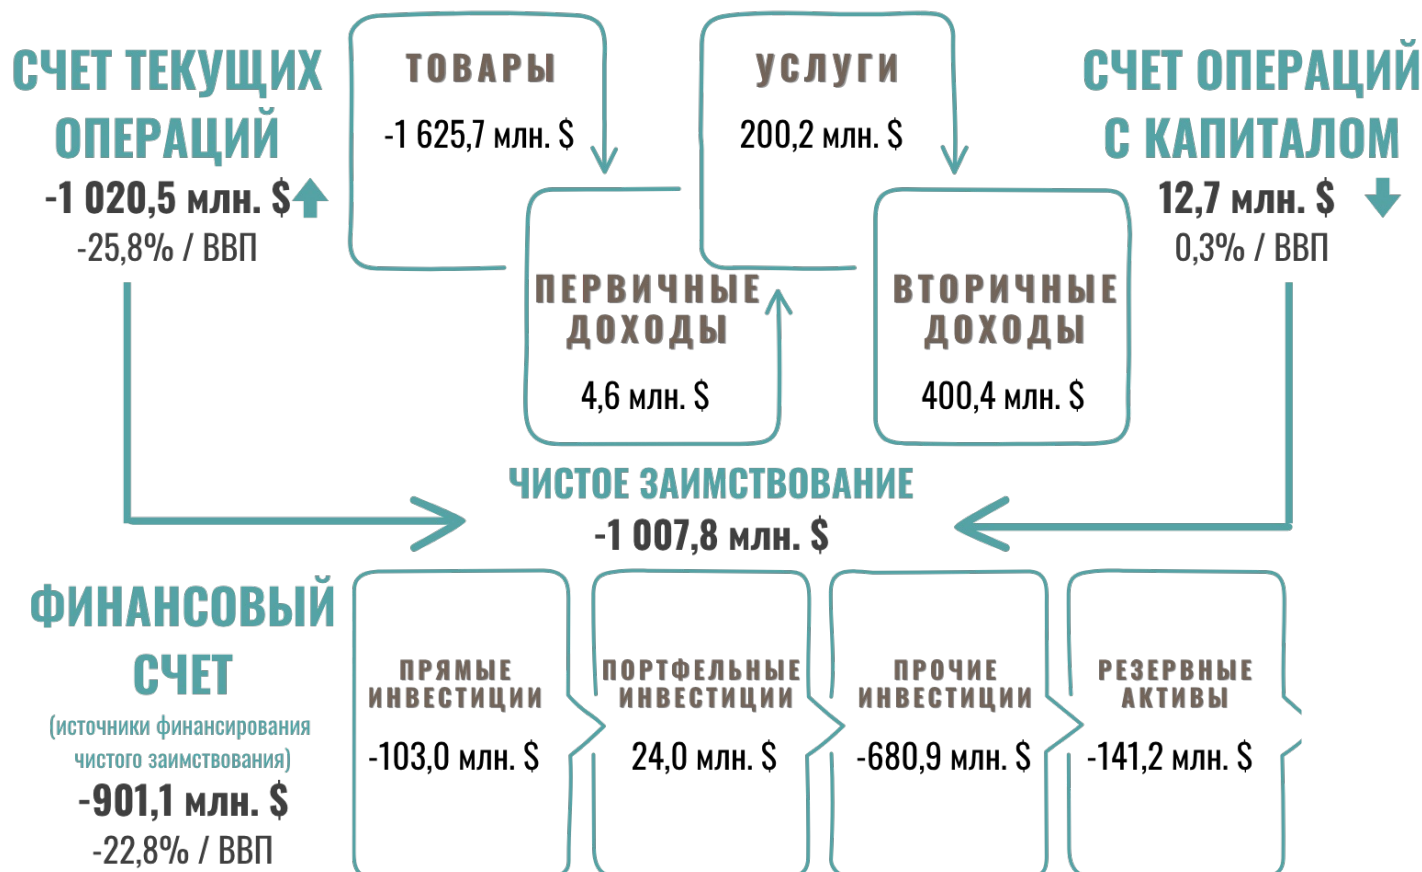 СЧЕТ ТЕКУЩИХ
ОПЕРАЦИЙ
-1 020,5 млн. $
-25,8% / ВВП
ТОВАРЫ
-1 625,7 млн. $
УСЛУГИ
200,2 млн. $
СЧЕТ ОПЕРАЦИЙ
С КАПИТАЛОМ
12,7 млн. $
0,3% / ВВП
ПЕРВИЧНЫЕ
ДОХОДЫ
4,6 млн. $
ВТОРИЧНЫЕ
ДОХОДЫ
400,4 млн. $
ЧИСТОЕ ЗАИМСТВОВАНИЕ
-1 007,8 млн. $
ФИНАНСОВЫЙ
СЧЕТ
(источники финансирования
чистого заимствования)
-901,1 млн. $
-22,8% / ВВП
ПРЯМЫЕ
ИНВЕСТИЦИИ
-103,0 млн. $
ПОРТФЕЛЬНЫЕ
ИНВЕСТИЦИИ
24,0 млн. $
ПРОЧИЕ
ИНВЕСТИЦИИ
-680,9 млн. $
РЕЗЕРВНЫЕ
АКТИВЫ
-141,2 млн. $